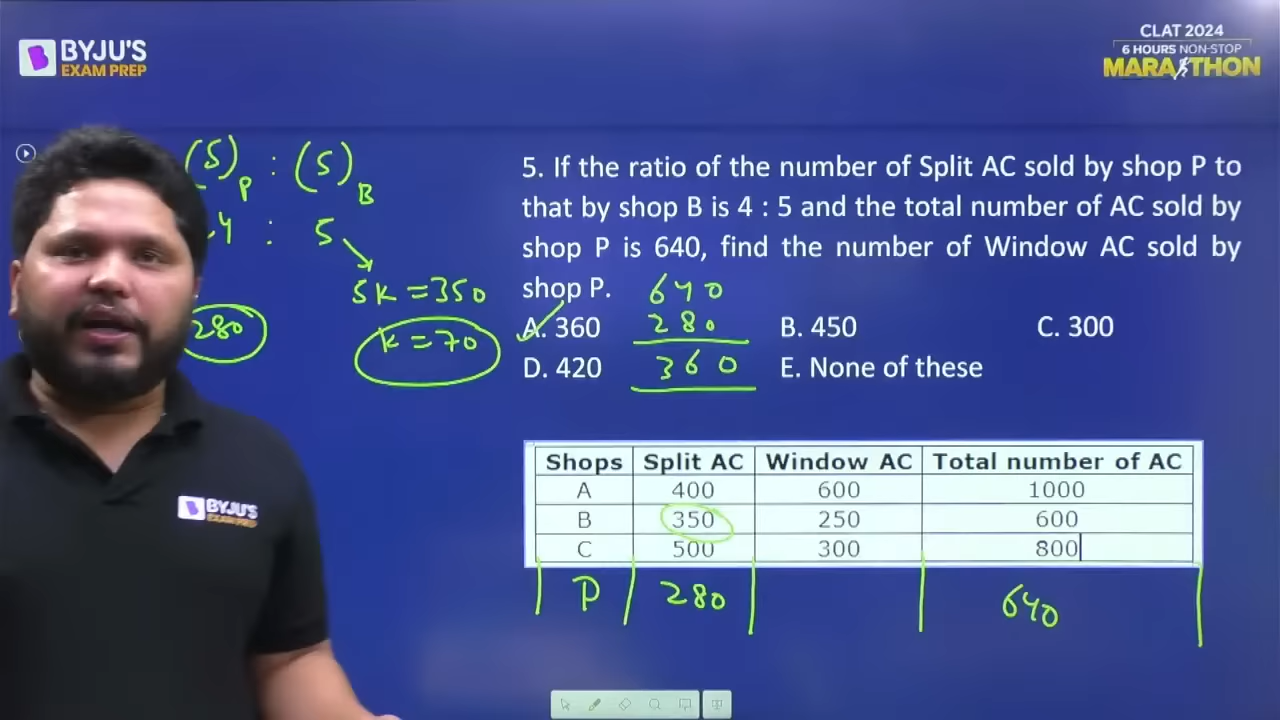 BYJU'S
EXAM PREP
CLAT 2024
6 HOURS NON-STOP
MARATHON
(S)P : (S)B
4 : 5
5k = 350
k = 70
280
5. If the ratio of the number of Split AC sold by shop P to
that by shop B is 4 : 5 and the total number of AC sold by
shop P is 640, find the number of Window AC sold by
shop P.
A. 360 B. 450 C. 300
D. 420 E. None of these
640
280
360
Shops Split AC Window AC Total number of AC
A 400 600 1000
B 350 250 600
C 500 300 800
P 280 640
BYJU'S
EXAM PREP